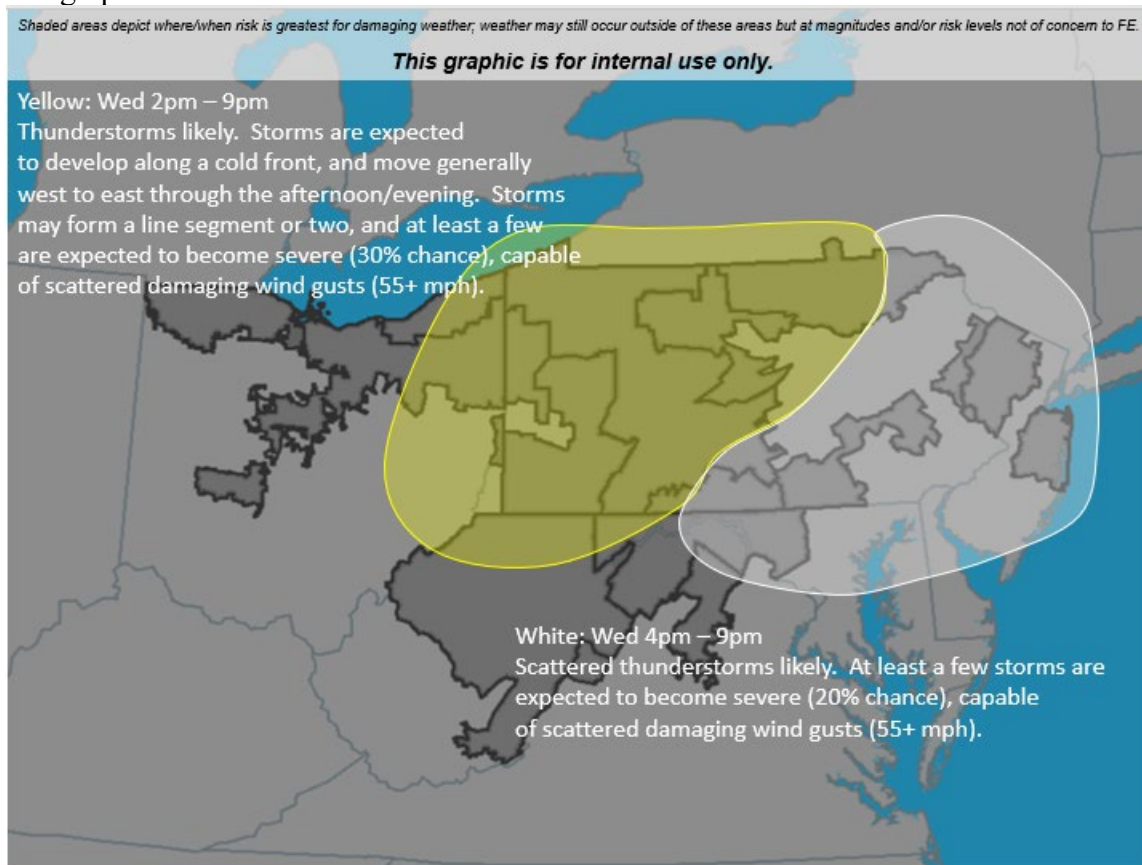 Shaded areas depict where/when risk is greatest for damaging weather; weather may still occur outside of these areas but at magnitudes and/or risk levels not of concern to FE.
This graphic is for internal use only.
Yellow: Wed 2pm – 9pm
Thunderstorms likely.  Storms are expected
to develop along a cold front, and move generally
west to east through the afternoon/evening.  Storms
may form a line segment or two, and at least a few
are expected to become severe (30% chance), capable
of scattered damaging wind gusts (55+ mph).
White: Wed 4pm – 9pm
Scattered thunderstorms likely.  At least a few storms are
expected to become severe (20% chance), capable
of scattered damaging wind gusts (55+ mph).